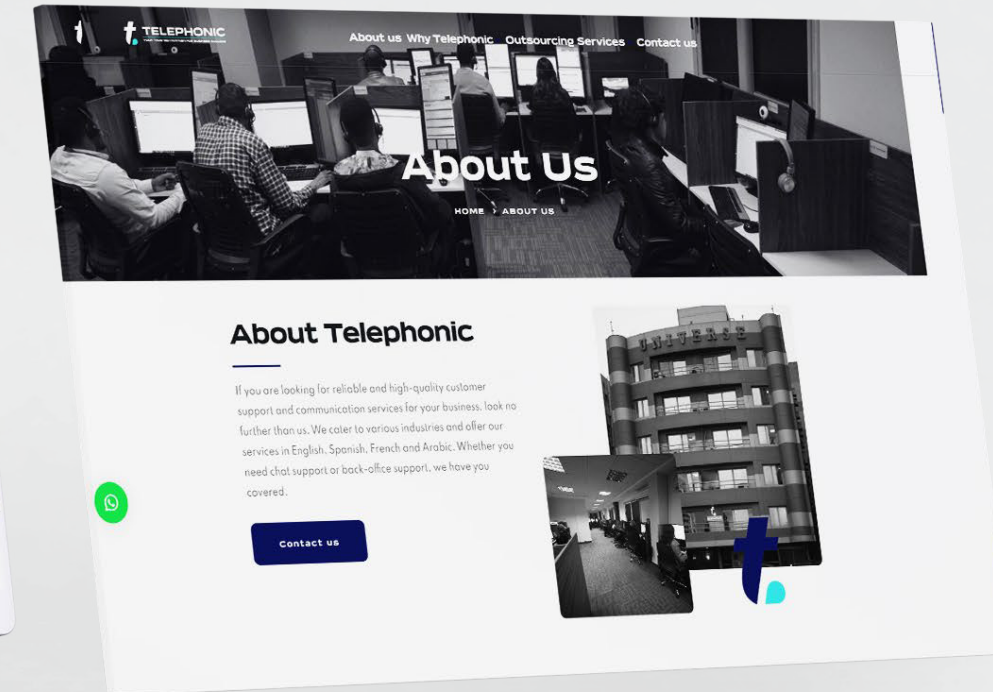 t. TELEPHONIC
About us Why Telephonic Outsourcing Services Contact us
About Us
HOME > ABOUT US
About Telephonic
If you are looking for reliable and high-quality customer
support and communication services for your business, look no
further than us. We cater to various industries and offer our
services in English, Spanish, French and Arabic. Whether you
need chat support or back-office support, we have you
covered.
Contact us
UNIVERSE
t.